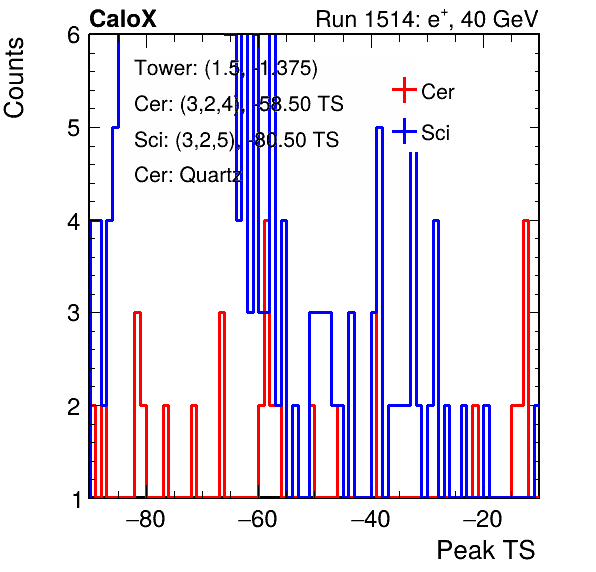 CaloX
Run 1514: e+, 40 GeV
Counts
6
5
4
3
2
1
Tower: (1.5, -1.375)
Cer: (3,2,4), -58.50 TS
Sci: (3,2,5), -80.50 TS
Cer: Quartz
Cer
Sci
−80 −60 −40 −20
Peak TS